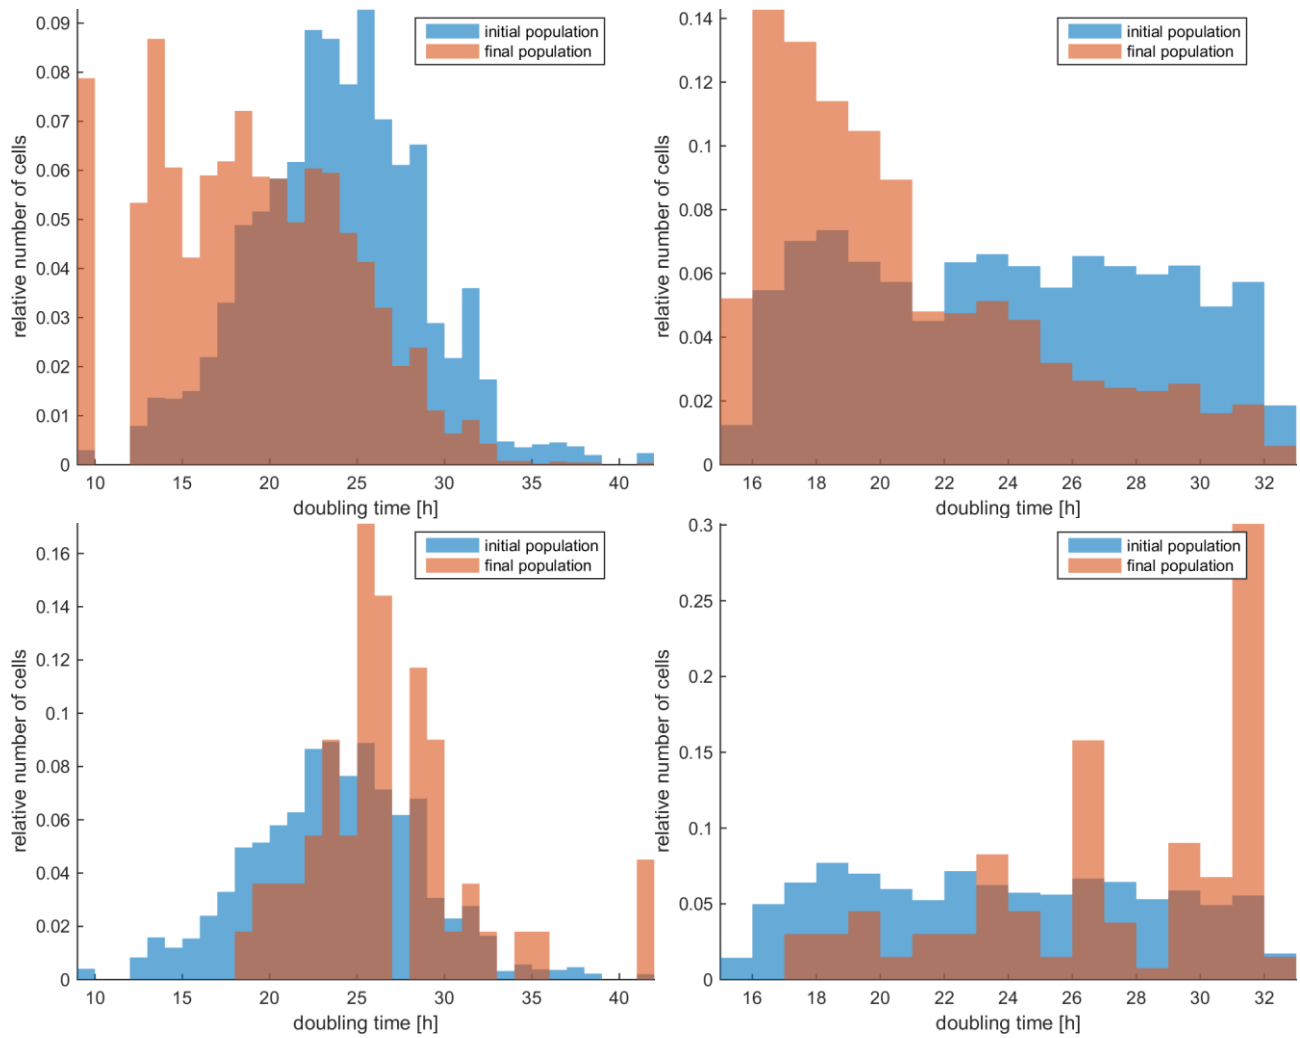 0.09
0.08
0.07
0.06
0.05
0.04
0.03
0.02
0.01
0
relative number of cells
initial population
final population
10 15 20 25 30 35 40
doubling time [h]
0.14
0.12
0.1
0.08
0.06
0.04
0.02
0
relative number of cells
initial population
final population
16 18 20 22 24 26 28 30 32
doubling time [h]
0.16
0.14
0.12
0.1
0.08
0.06
0.04
0.02
0
relative number of cells
initial population
final population
10 15 20 25 30 35 40
doubling time [h]
0.3
0.25
0.2
0.15
0.1
0.05
0
relative number of cells
initial population
final population
16 18 20 22 24 26 28 30 32
doubling time [h]